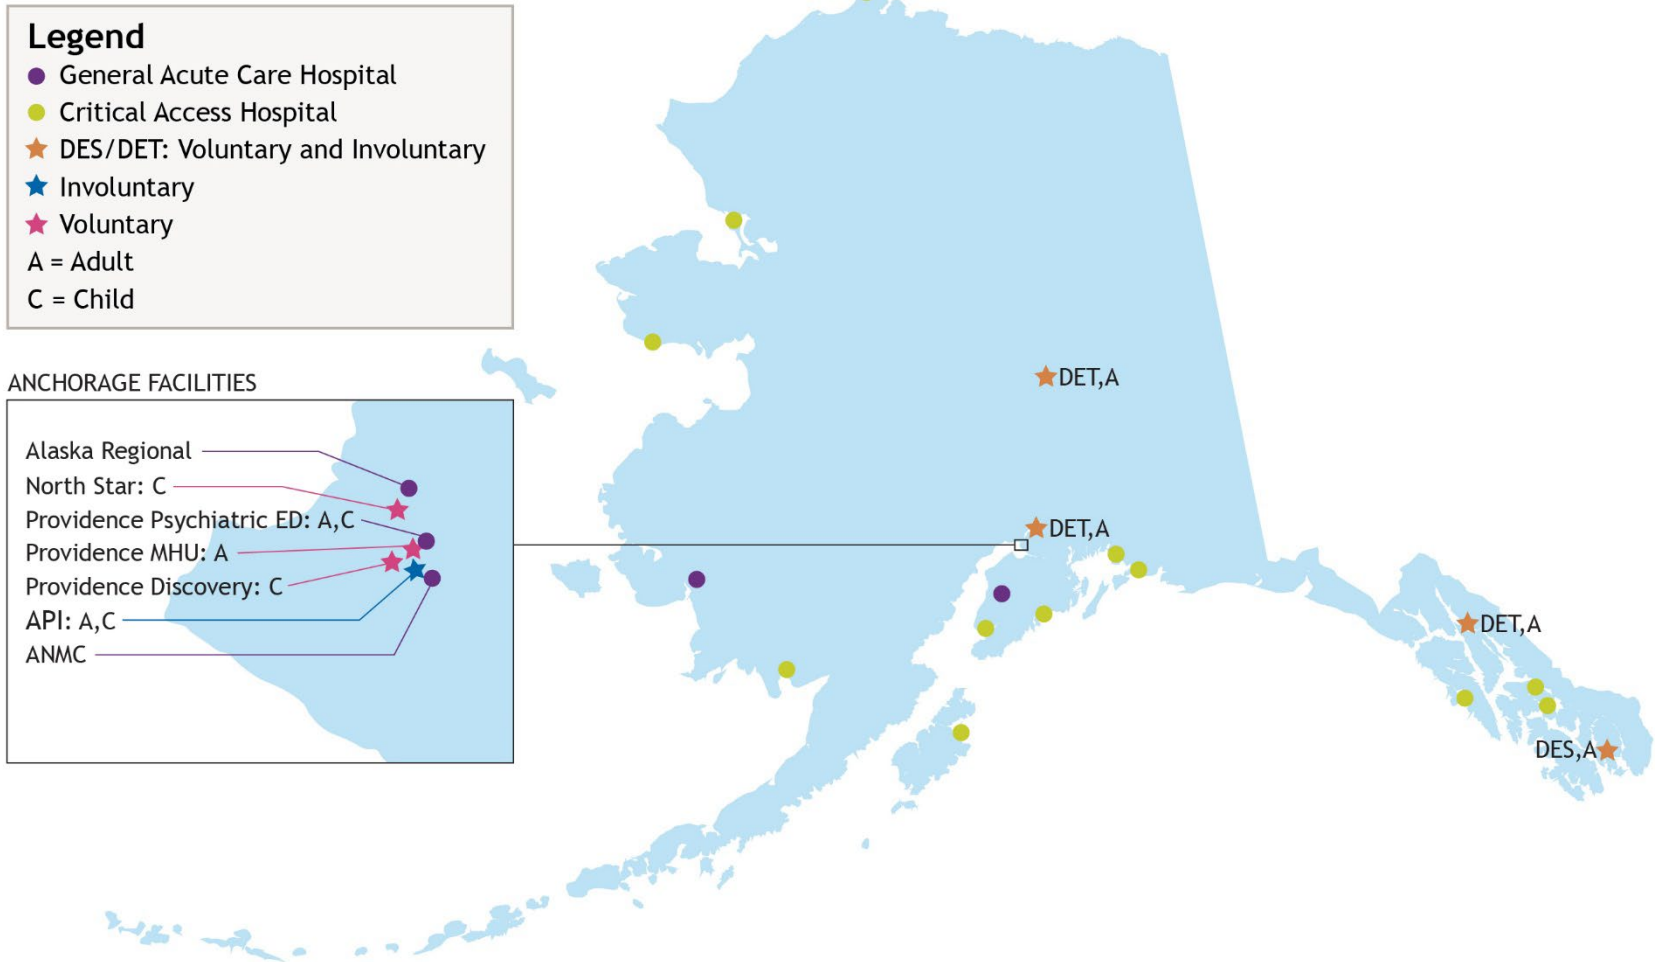 Legend
General Acute Care Hospital
Critical Access Hospital
DES/DET: Voluntary and Involuntary
Involuntary
Voluntary
A = Adult
C = Child
ANCHORAGE FACILITIES
Alaska Regional
North Star: C
Providence Psychiatric ED: A,C
Providence MHU: A
Providence Discovery: C
API: A,C
ANMC
DET,A
DET,A
DET,A
DES,A